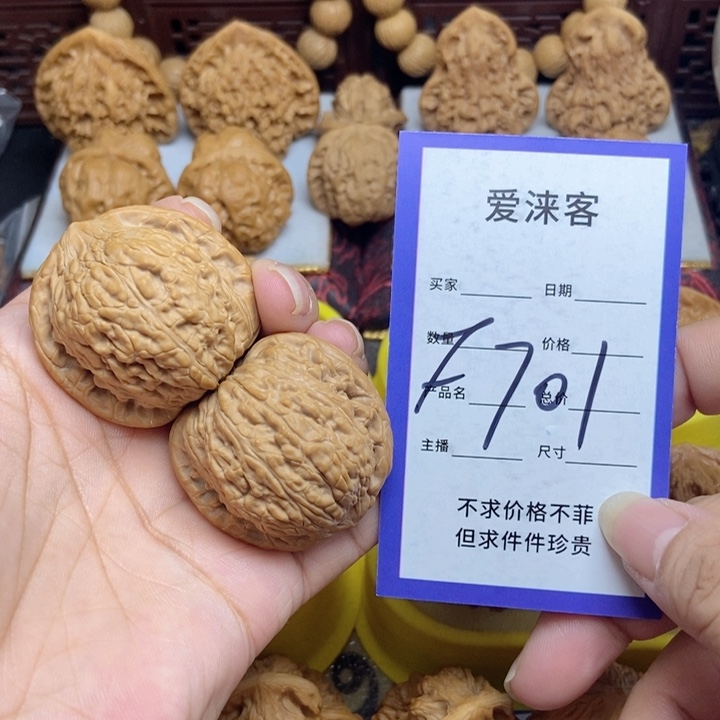 爱涞客
买家 日期
数量 价格
产品名 总价
F701
主播 尺寸
不求价格不菲
但求件件珍贵